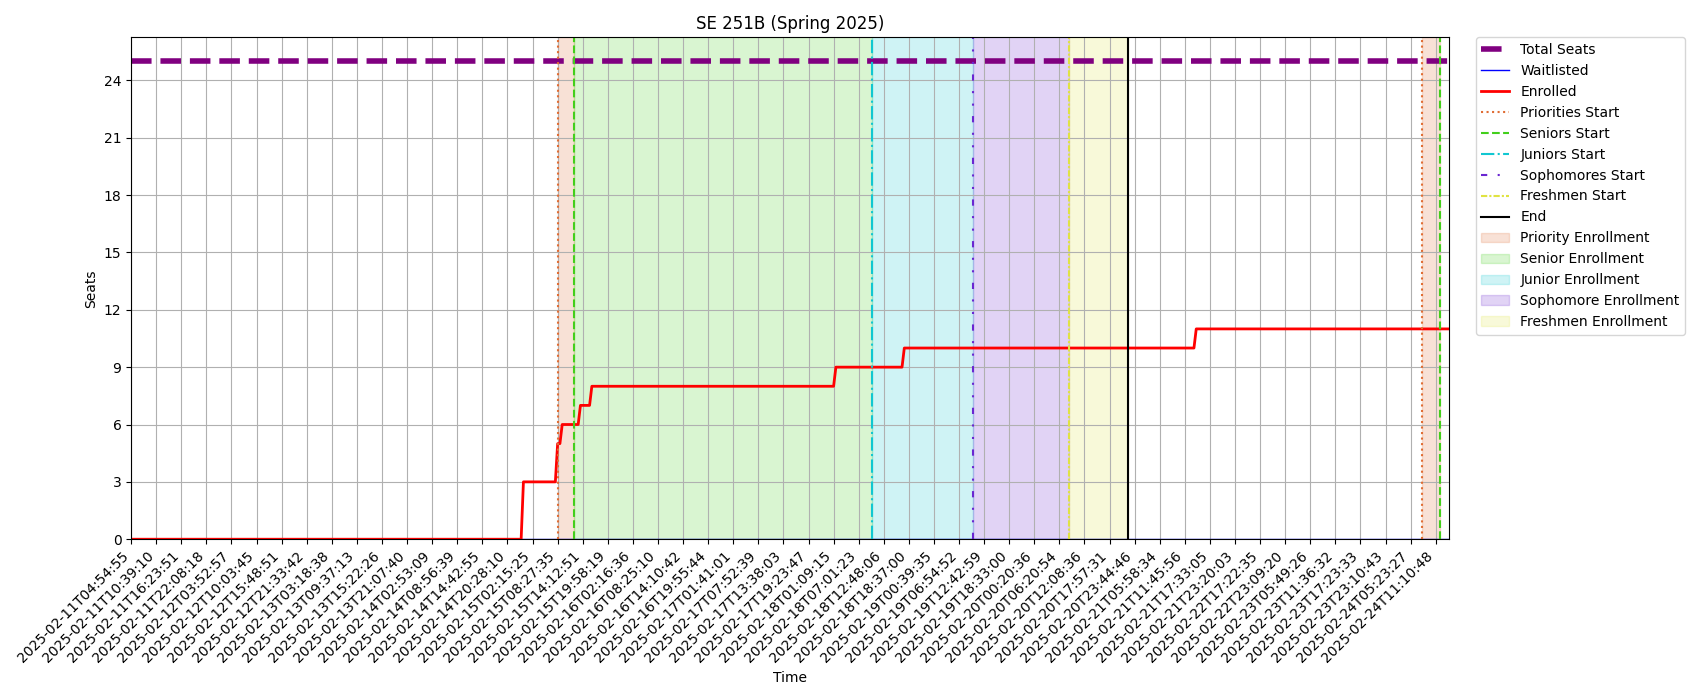 SE 251B (Spring 2025)
Seats
24
21
18
15
12
9
6
3
0
2025-02-11T04:54:55
2025-02-11T10:39:10
2025-02-11T16:23:51
2025-02-11T22:08:18
2025-02-12T03:52:57
2025-02-12T10:03:45
2025-02-12T15:48:51
2025-02-12T21:33:42
2025-02-13T03:18:38
2025-02-13T09:37:13
2025-02-13T15:22:26
2025-02-13T21:07:40
2025-02-14T02:53:09
2025-02-14T08:56:39
2025-02-14T14:42:55
2025-02-14T20:28:10
2025-02-15T02:15:25
2025-02-15T08:27:35
2025-02-15T14:12:51
2025-02-15T19:58:19
2025-02-16T02:16:36
2025-02-16T08:25:10
2025-02-16T14:10:42
2025-02-16T19:55:44
2025-02-17T01:41:01
2025-02-17T07:52:39
2025-02-17T13:38:03
2025-02-17T19:23:47
2025-02-18T01:09:15
2025-02-18T07:01:23
2025-02-18T12:48:06
2025-02-18T18:37:00
2025-02-19T00:39:35
2025-02-19T06:54:52
2025-02-19T12:42:59
2025-02-19T18:33:00
2025-02-20T00:20:36
2025-02-20T06:20:54
2025-02-20T12:08:36
2025-02-20T17:57:31
2025-02-20T23:44:46
2025-02-21T05:58:34
2025-02-21T11:45:56
2025-02-21T17:33:05
2025-02-21T23:20:03
2025-02-22T17:22:35
2025-02-22T23:09:20
2025-02-23T05:49:26
2025-02-23T11:36:32
2025-02-23T17:23:33
2025-02-23T23:10:43
2025-02-24T05:23:27
2025-02-24T11:10:48
Time
Total Seats
Waitlisted
Enrolled
Priorities Start
Seniors Start
Juniors Start
Sophomores Start
Freshmen Start
End
Priority Enrollment
Senior Enrollment
Junior Enrollment
Sophomore Enrollment
Freshmen Enrollment